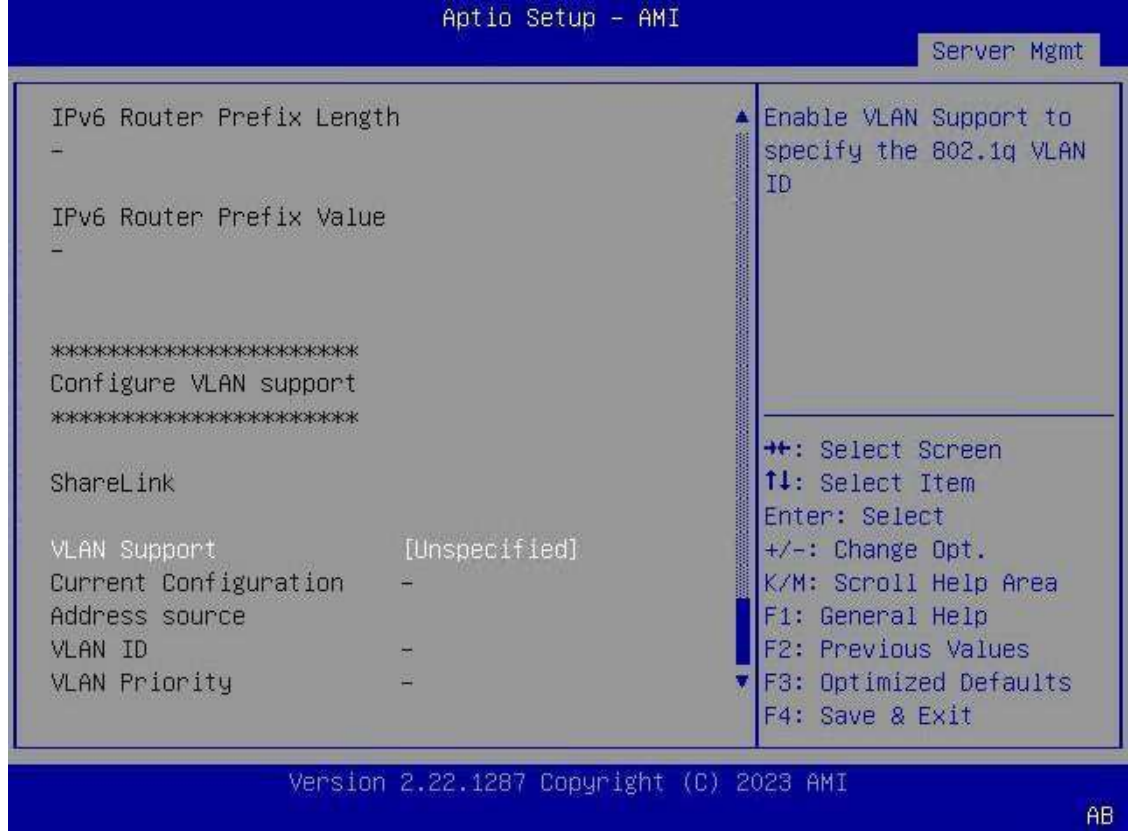 Aptio Setup – AMI
Server Mgmt
IPv6 Router Prefix Length
–
IPv6 Router Prefix Value
–
**********************
Configure VLAN support
**********************
ShareLink
VLAN Support [Unspecified]
Current Configuration –
Address source
VLAN ID –
VLAN Priority –
Enable VLAN Support to
specify the 802.1q VLAN
ID
→←: Select Screen
↑↓: Select Item
Enter: Select
+/–: Change Opt.
K/M: Scroll Help Area
F1: General Help
F2: Previous Values
F3: Optimized Defaults
F4: Save & Exit
Version 2.22.1287 Copyright (C) 2023 AMI
AB